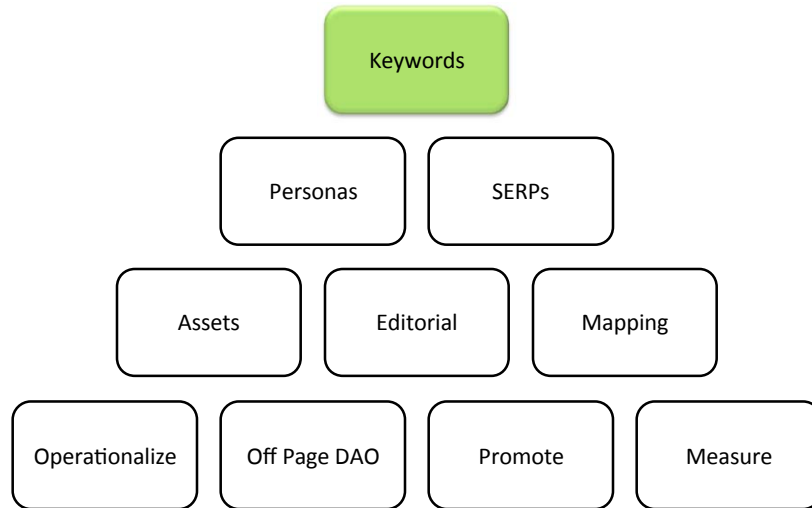 Keywords
Personas
SERPs
Assets
Editorial
Mapping
Operationalize
Off Page DAO
Promote
Measure